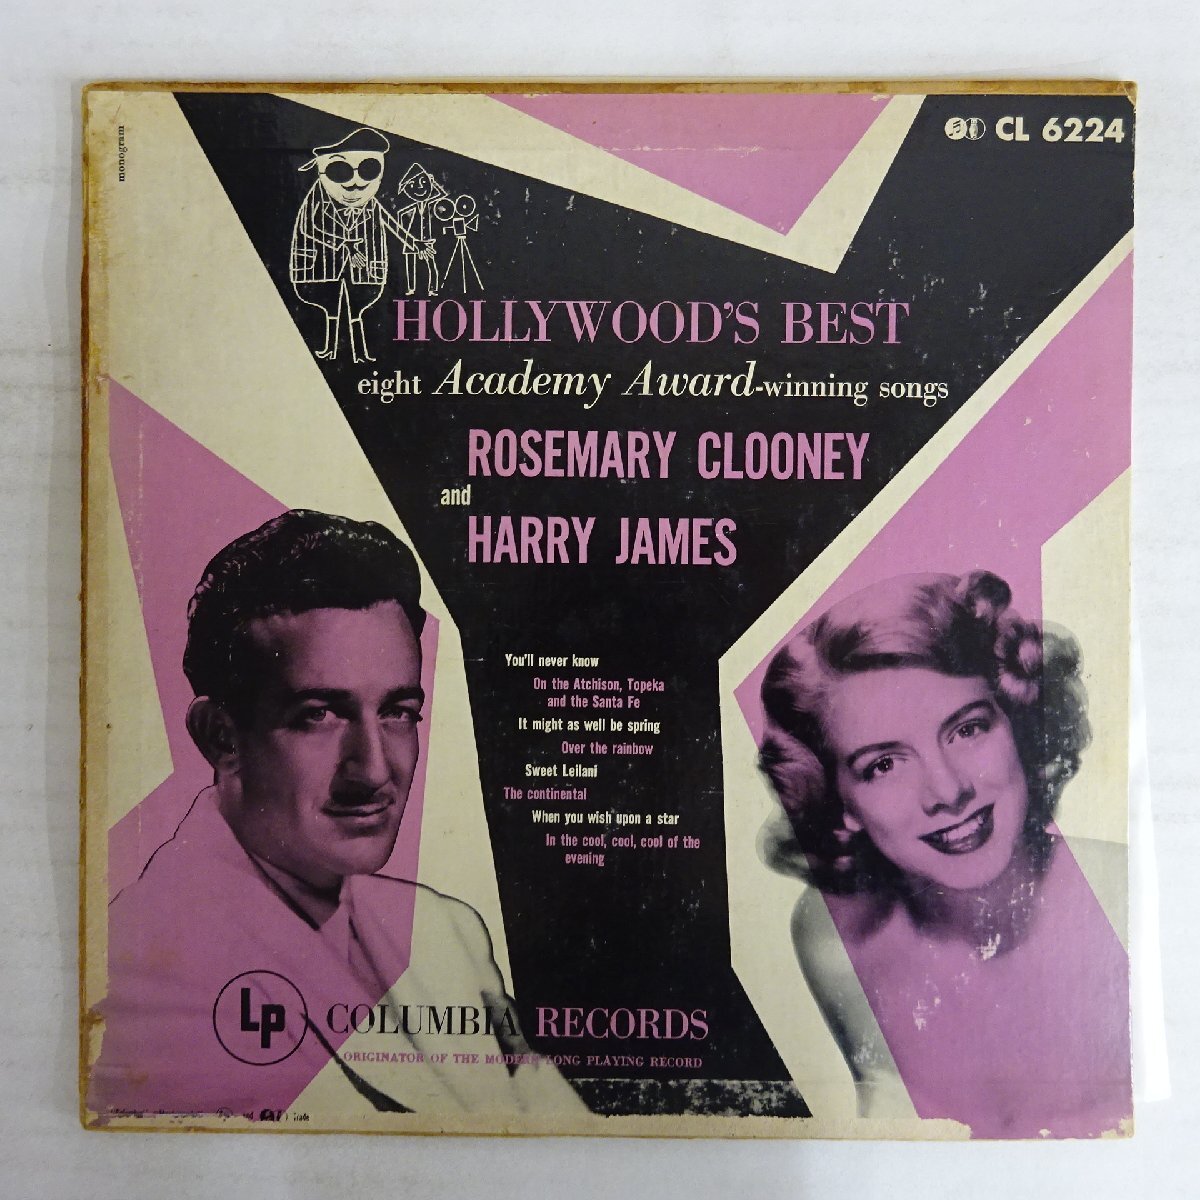 monogram
CL 6224
HOLLYWOOD'S BEST
eight Academy Award-winning songs
ROSEMARY CLOONEY
and
HARRY JAMES
You'll never know
On the Atchison, Topeka
and the Santa Fe
It might as well be spring
Over the rainbow
Sweet Leilani
The continental
When you wish upon a star
In the cool, cool, cool of the
evening
LP
COLUMBIA RECORDS
ORIGINATOR OF THE MODERN LONG PLAYING RECORD